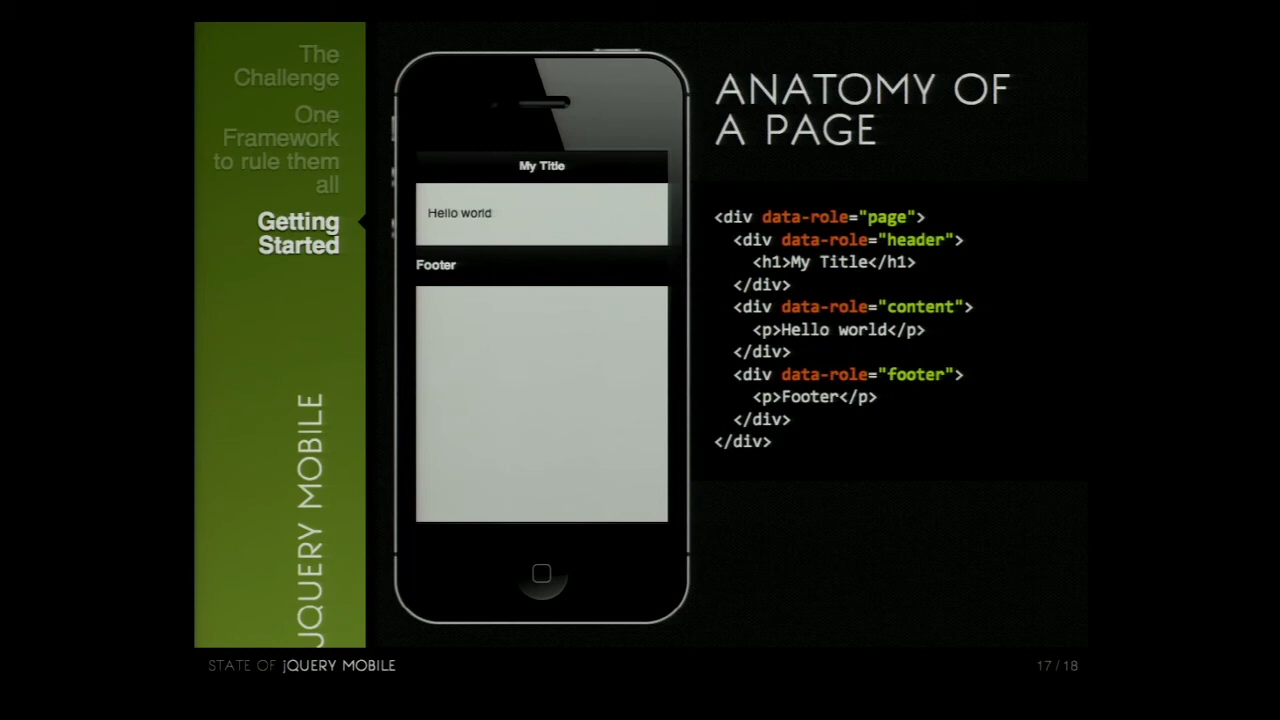 The
Challenge
One
Framework
to rule them
all
Getting
Started
jQUERY MOBILE
My Title
Hello world
Footer
ANATOMY OF
A PAGE
<div data-role="page">
  <div data-role="header">
    <h1>My Title</h1>
  </div>
  <div data-role="content">
    <p>Hello world</p>
  </div>
  <div data-role="footer">
    <p>Footer</p>
  </div>
</div>
STATE OF jQUERY MOBILE
17 / 18